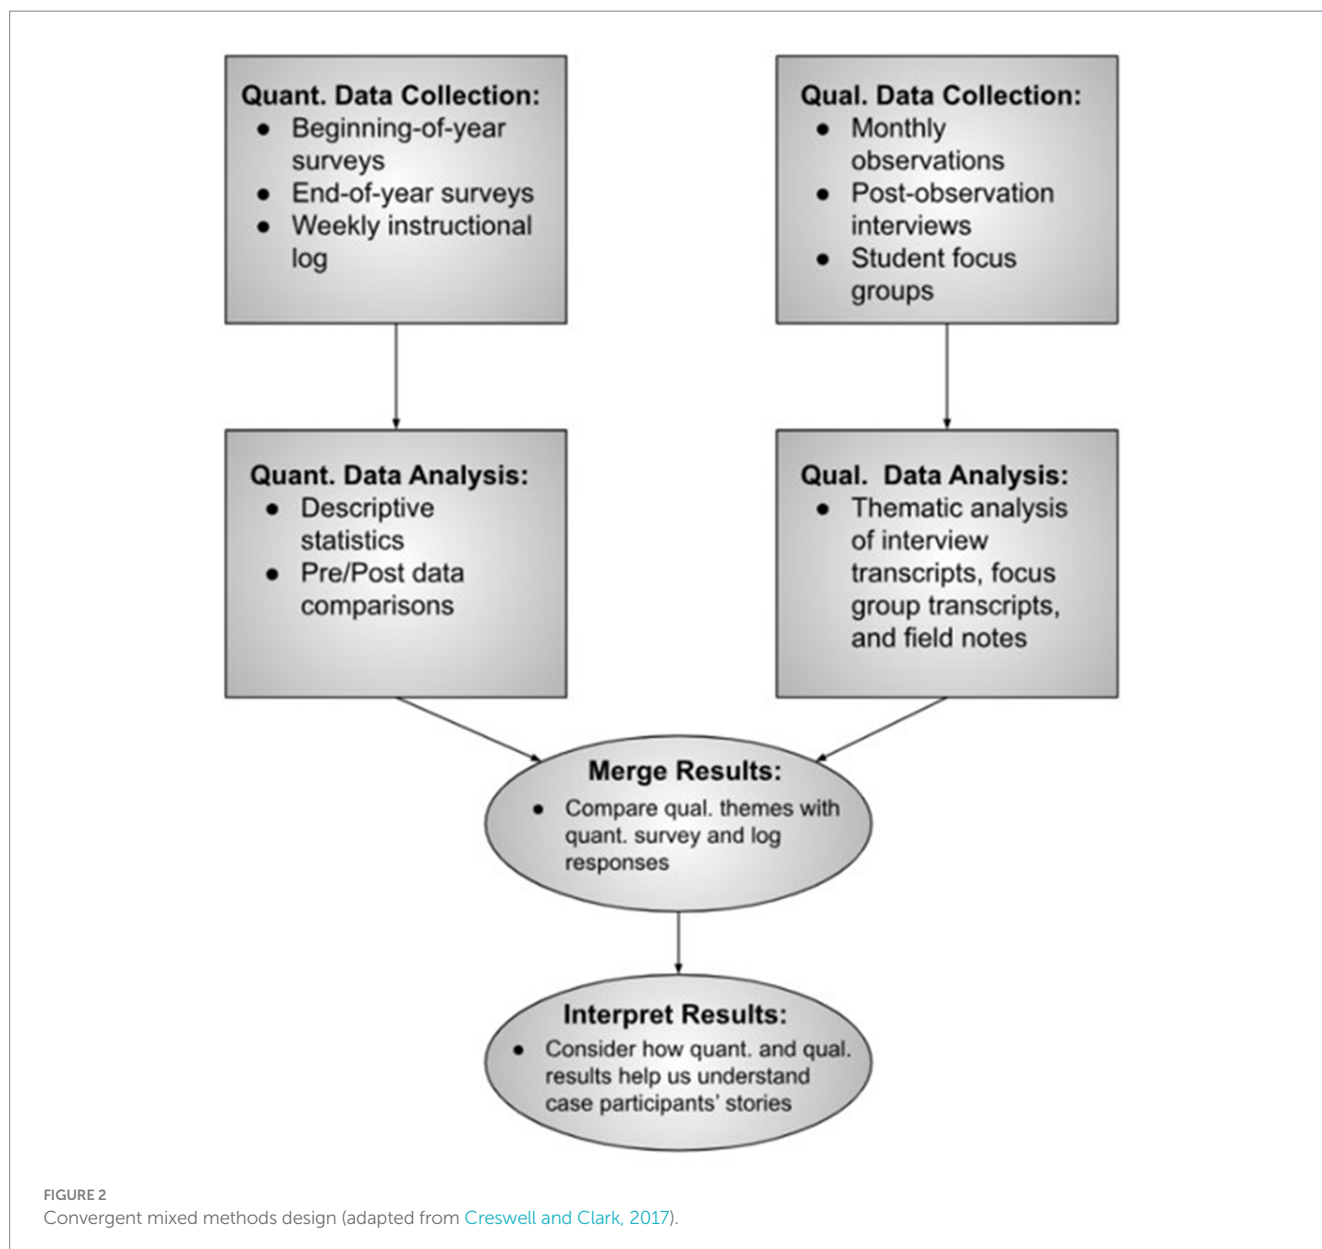 Quant. Data Collection:
● Beginning-of-year
surveys
● End-of-year surveys
● Weekly instructional
log
Qual. Data Collection:
● Monthly
observations
● Post-observation
interviews
● Student focus
groups
Quant. Data Analysis:
● Descriptive
statistics
● Pre/Post data
comparisons
Qual.  Data Analysis:
● Thematic analysis
of interview
transcripts, focus
group transcripts,
and field notes
Merge Results:
● Compare qual. themes with
quant. survey and log
responses
Interpret Results:
● Consider how quant. and qual.
results help us understand
case participants’ stories
FIGURE 2
Convergent mixed methods design (adapted from Creswell and Clark, 2017).